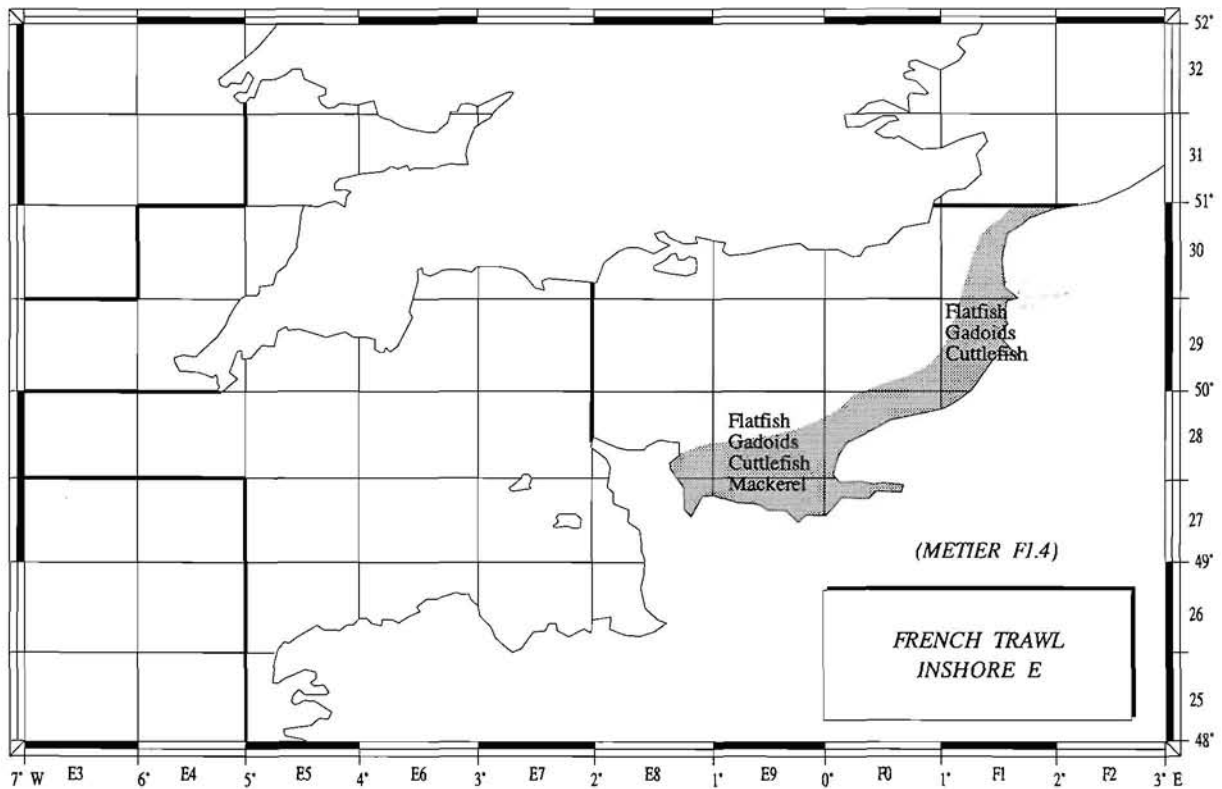 52°
32
31
51°
30
Flatfish
Gadoids
Cuttlefish
29
50°
Flatfish
Gadoids
Cuttlefish
Mackerel
28
27
(METIER F1.4)
49°
26
FRENCH TRAWL
INSHORE E
25
48°
7° W E3 6° E4 5° E5 4° E6 3° E7 2° E8 1° E9 0° F0 1° F1 2° F2 3° E